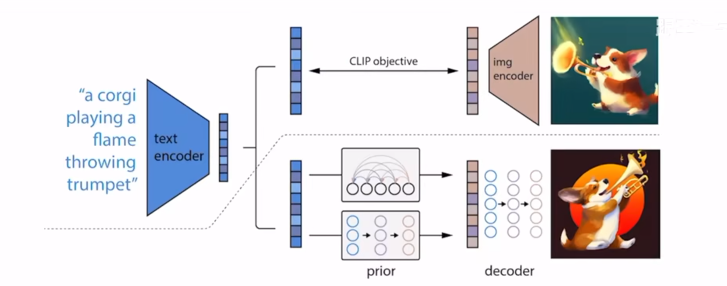 "a corgi
playing a
flame
throwing
trumpet"
text
encoder
CLIP objective
img
encoder
prior
decoder